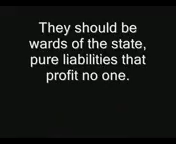 They should be
wards of the state,
pure liabilities that
profit no one.